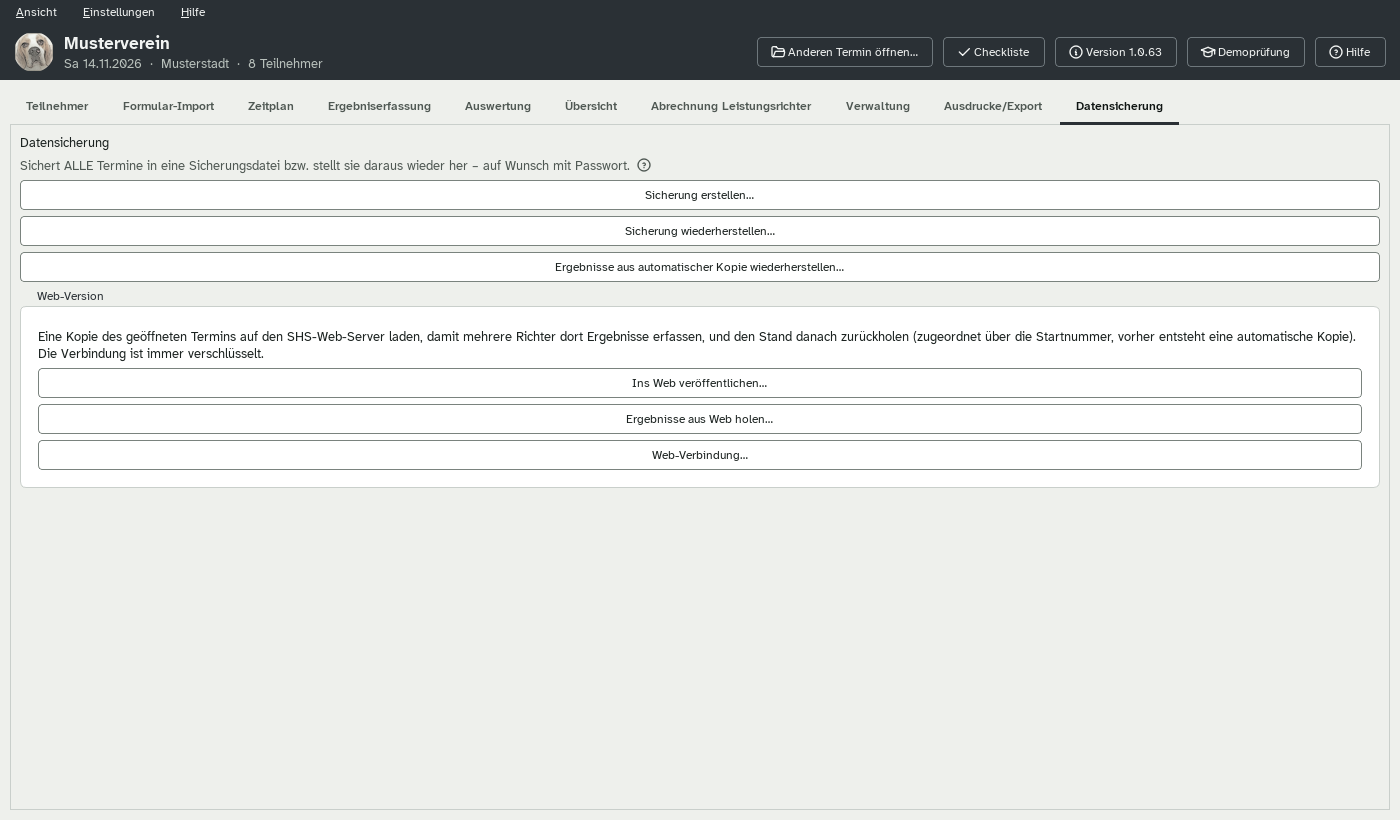 Ansicht Einstellungen Hilfe
Musterverein
Sa 14.11.2026 · Musterstadt · 8 Teilnehmer
Anderen Termin öffnen... Checkliste Version 1.0.63 Demoprüfung Hilfe
Teilnehmer Formular-Import Zeitplan Ergebniserfassung Auswertung Übersicht Abrechnung Leistungsrichter Verwaltung Ausdrucke/Export Datensicherung
Datensicherung
Sichert ALLE Termine in eine Sicherungsdatei bzw. stellt sie daraus wieder her – auf Wunsch mit Passwort.
Sicherung erstellen...
Sicherung wiederherstellen...
Ergebnisse aus automatischer Kopie wiederherstellen...
Web-Version
Eine Kopie des geöffneten Termins auf den SHS-Web-Server laden, damit mehrere Richter dort Ergebnisse erfassen, und den Stand danach zurückholen (zugeordnet über die Startnummer, vorher entsteht eine automatische Kopie).
Die Verbindung ist immer verschlüsselt.
Ins Web veröffentlichen...
Ergebnisse aus Web holen...
Web-Verbindung...